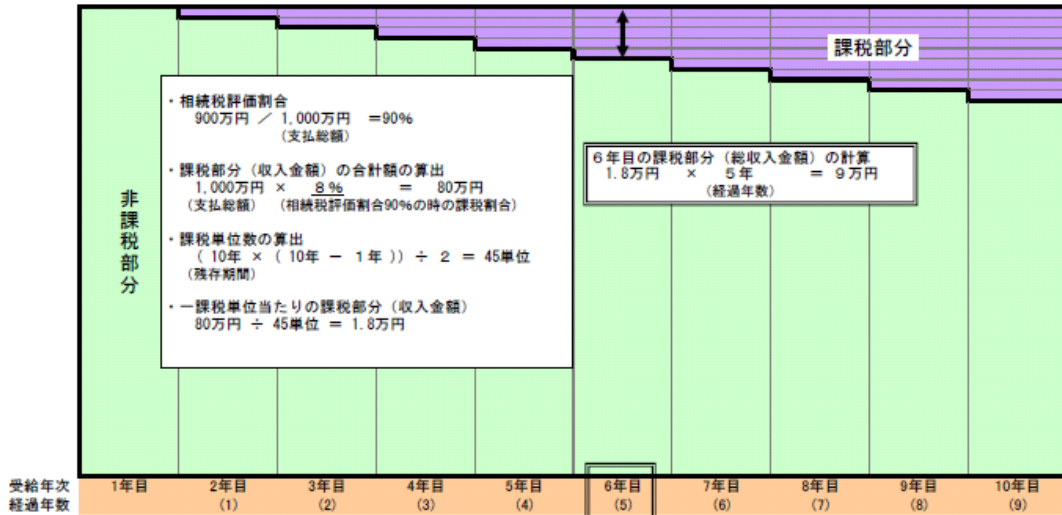 課税部分
・相続税評価割合
900万円 ／ 1,000万円 ＝90%
(支払総額)
・課税部分（収入金額）の合計額の算出
1,000万円 × 8% ＝ 80万円
(支払総額) (相続税評価割合90%の時の課税割合)
・課税単位数の算出
( 10年 × ( 10年 － 1年 )) ÷ 2 ＝ 45単位
(残存期間)
・一課税単位当たりの課税部分（収入金額）
80万円 ÷ 45単位 ＝ 1.8万円
6年目の課税部分（総収入金額）の計算
1.8万円 × 5年 ＝ 9万円
(経過年数)
非課税部分
受給年次 1年目 2年目 3年目 4年目 5年目 6年目 7年目 8年目 9年目 10年目
経過年数 (1) (2) (3) (4) (5) (6) (7) (8) (9)